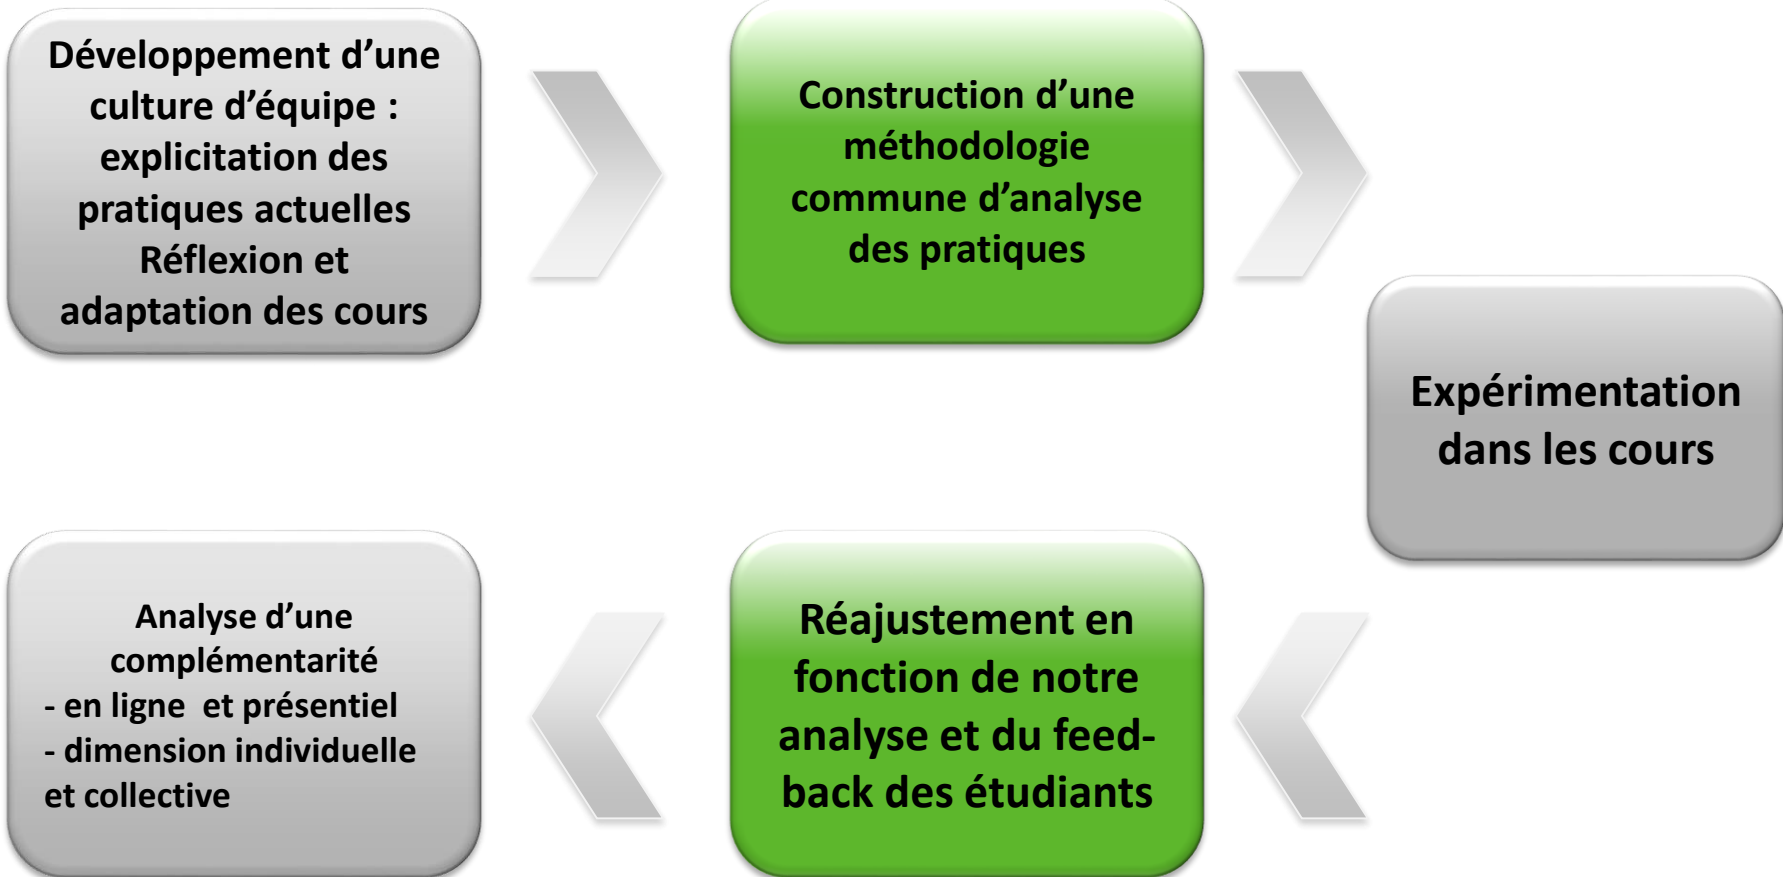 Développement d’une
culture d’équipe :
explicitation des
pratiques actuelles
Réflexion et
adaptation des cours
Construction d’une
méthodologie
commune d’analyse
des pratiques
Expérimentation
dans les cours
Réajustement en
fonction de notre
analyse et du feed-
back des étudiants
Analyse d’une
complémentarité
- en ligne  et présentiel
- dimension individuelle
et collective